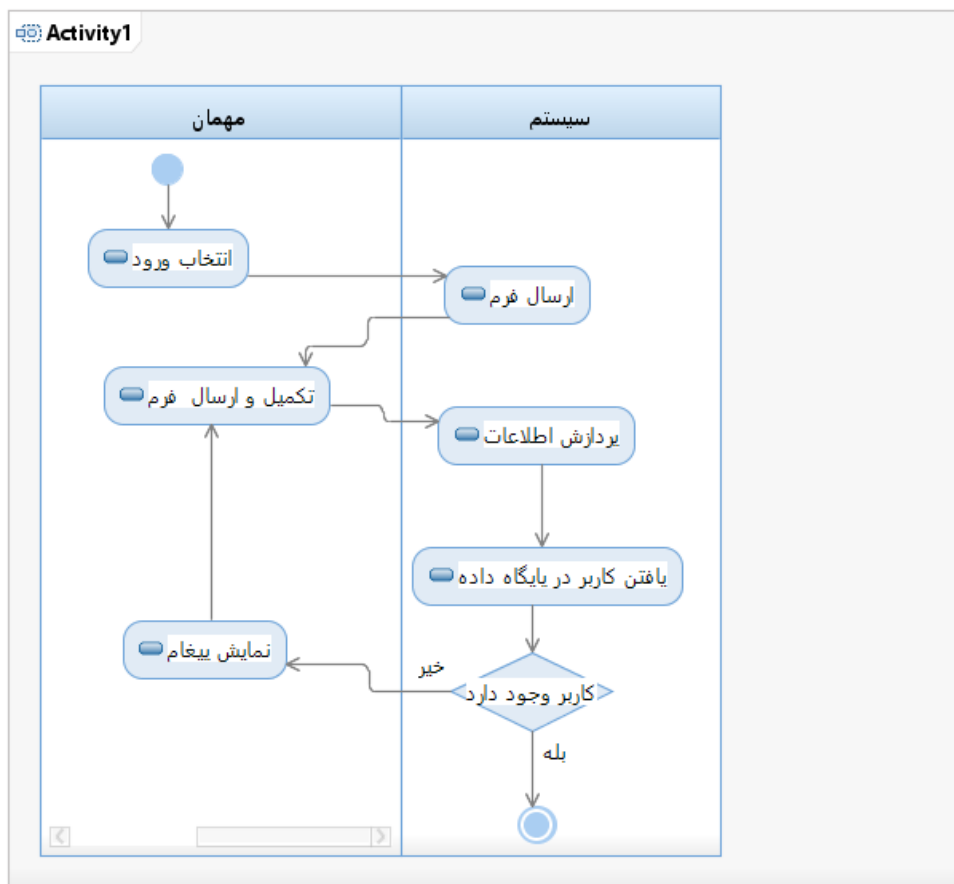 Activity1
مهمان
سیستم
انتخاب ورود
ارسال فرم
تکمیل و ارسال فرم
پردازش اطلاعات
یافتن کاربر در پایگاه داده
نمایش پیغام
خیر
کاربر وجود دارد
بله